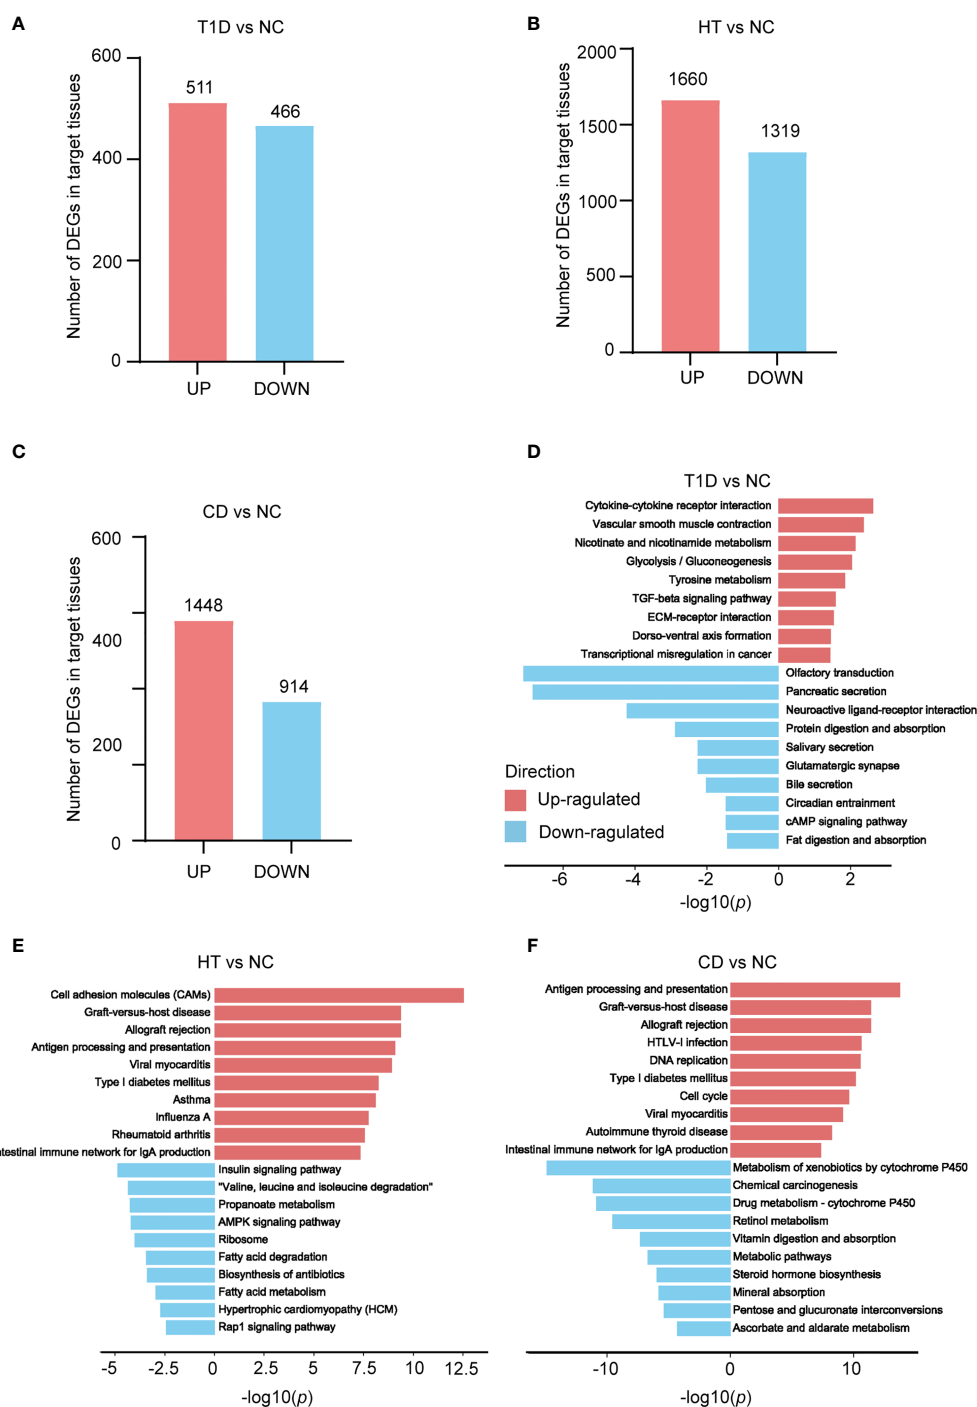 A
T1D vs NC
Number of DEGs in target tissues
600
400
200
0
511
466
UP
DOWN
B
HT vs NC
Number of DEGs in target tissues
2000
1500
1000
500
0
1660
1319
UP
DOWN
C
CD vs NC
Number of DEGs in target tissues
600
400
200
0
1448
914
UP
DOWN
D
T1D vs NC
Cytokine-cytokine receptor interaction
Vascular smooth muscle contraction
Nicotinate and nicotinamide metabolism
Glycolysis / Gluconeogenesis
Tyrosine metabolism
TGF-beta signaling pathway
ECM-receptor interaction
Dorso-ventral axis formation
Transcriptional misregulation in cancer
Olfactory transduction
Pancreatic secretion
Neuroactive ligand-receptor interaction
Protein digestion and absorption
Salivary secretion
Glutamatergic synapse
Bile secretion
Circadian entrainment
cAMP signaling pathway
Fat digestion and absorption
Direction
Up-ragulated
Down-ragulated
-6 -4 -2 0 2
-log10(p)
E
HT vs NC
Cell adhesion molecules (CAMs)
Graft-versus-host disease
Allograft rejection
Antigen processing and presentation
Viral myocarditis
Type I diabetes mellitus
Asthma
Influenza A
Rheumatoid arthritis
ntestinal immune network for IgA production
Insulin signaling pathway
"Valine, leucine and isoleucine degradation"
Propanoate metabolism
AMPK signaling pathway
Ribosome
Fatty acid degradation
Biosynthesis of antibiotics
Fatty acid metabolism
Hypertrophic cardiomyopathy (HCM)
Rap1 signaling pathway
-5 -2.5 0 2.5 5 7.5 10 12.5
-log10(p)
F
CD vs NC
Antigen processing and presentation
Graft-versus-host disease
Allograft rejection
HTLV-I infection
DNA replication
Type I diabetes mellitus
Cell cycle
Viral myocarditis
Autoimmune thyroid disease
Intestinal immune network for IgA production
Metabolism of xenobiotics by cytochrome P450
Chemical carcinogenesis
Drug metabolism - cytochrome P450
Retinol metabolism
Vitamin digestion and absorption
Metabolic pathways
Steroid hormone biosynthesis
Mineral absorption
Pentose and glucuronate interconversions
Ascorbate and aldarate metabolism
-10 0 10
-log10(p)